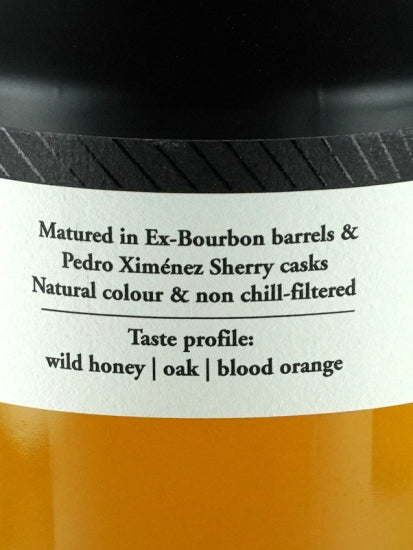 Matured in Ex-Bourbon barrels &
Pedro Ximénez Sherry casks
Natural colour & non chill-filtered
Taste profile:
wild honey | oak | blood orange